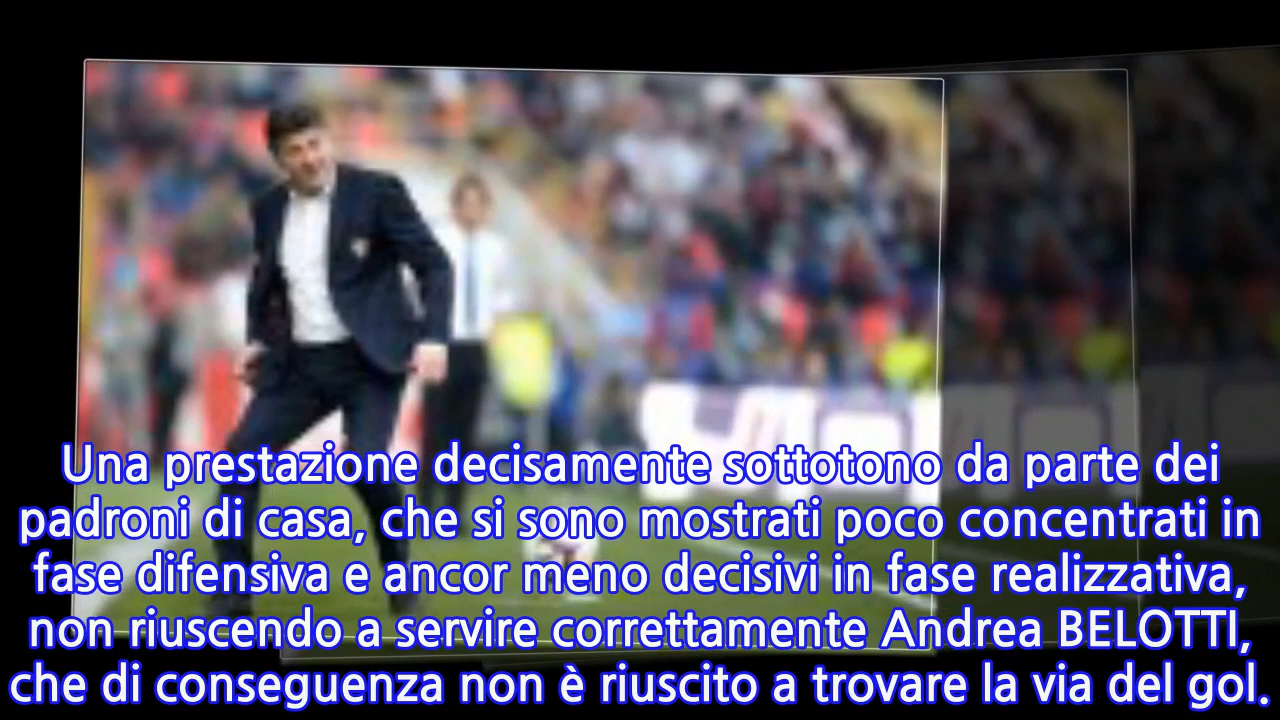 Una prestazione decisamente sottotono da parte dei
padroni di casa, che si sono mostrati poco concentrati in
fase difensiva e ancor meno decisivi in fase realizzativa,
non riuscendo a servire correttamente Andrea BELOTTI,
che di conseguenza non è riuscito a trovare la via del gol.